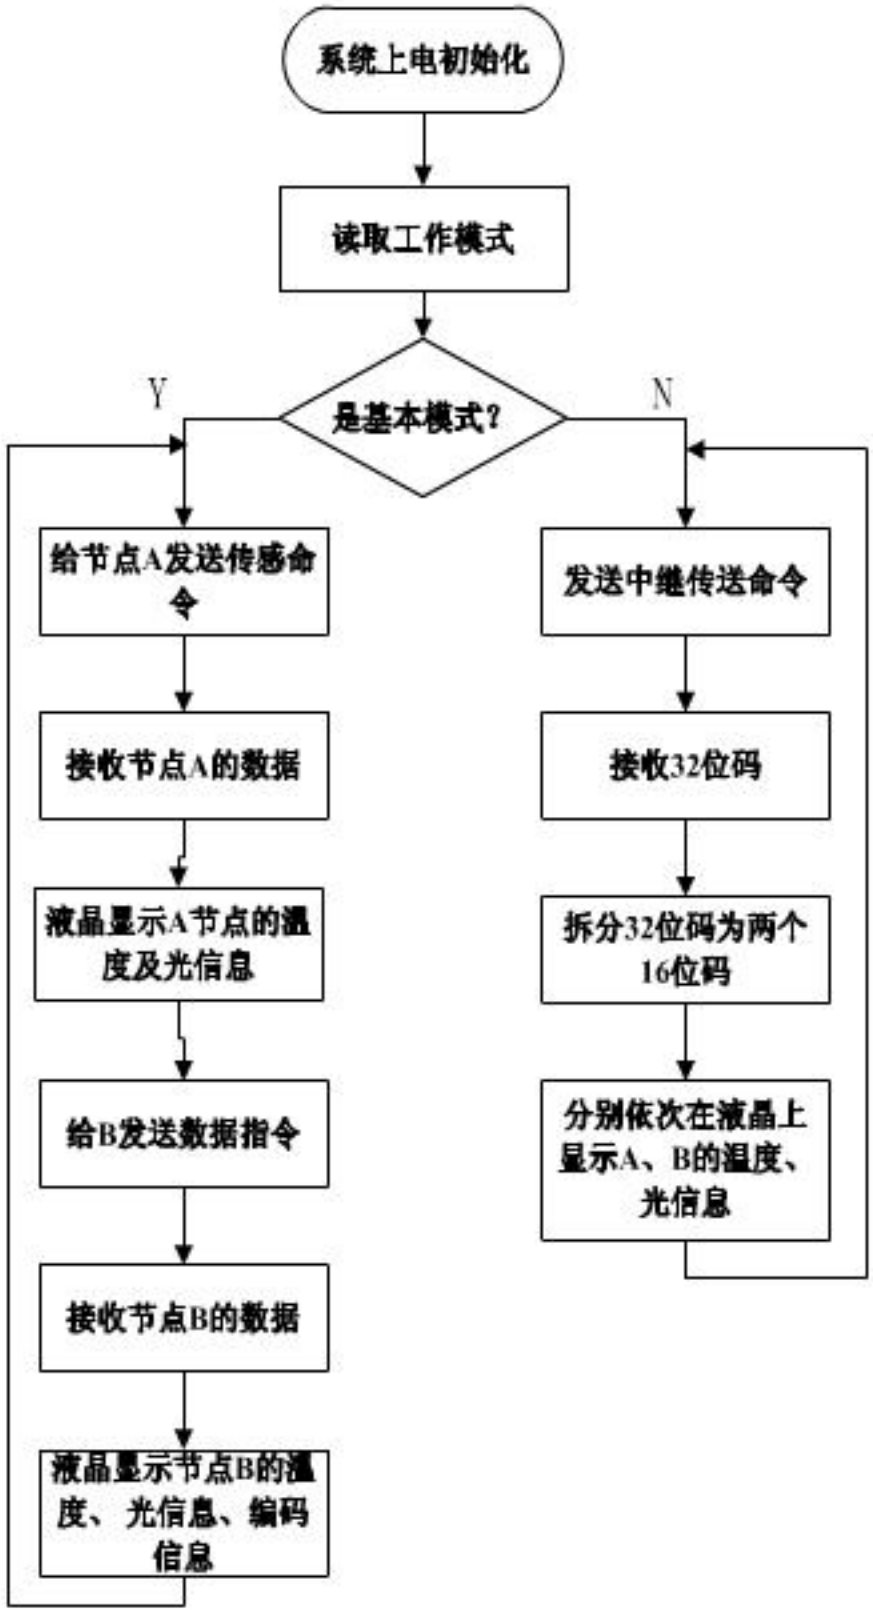 系统上电初始化
读取工作模式
是基本模式?
Y
N
给节点A发送传感命
令
接收节点A的数据
液晶显示A节点的温
度及光信息
给B发送数据指令
接收节点B的数据
液晶显示节点B的温
度、光信息、编码
信息
发送中继传送命令
接收32位码
拆分32位码为两个
16位码
分别依次在液晶上
显示A、B的温度、
光信息